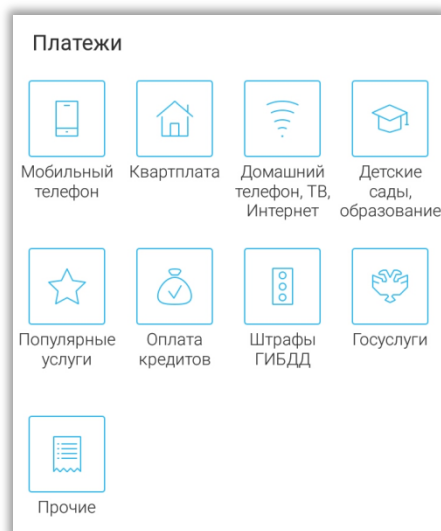 Платежи
Мобильный
телефон
Квартплата
Домашний
телефон, ТВ,
Интернет
Детские
сады,
образование
Популярные
услуги
Оплата
кредитов
Штрафы
ГИБДД
Госуслуги
Прочие